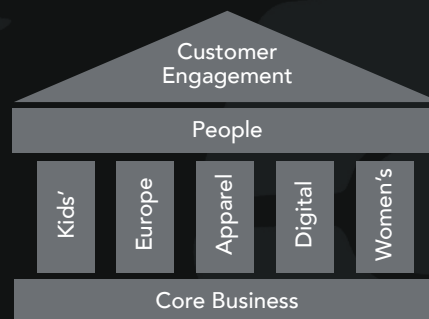 Customer
Engagement
People
Kids'
Europe
Apparel
Digital
Women's
Core Business